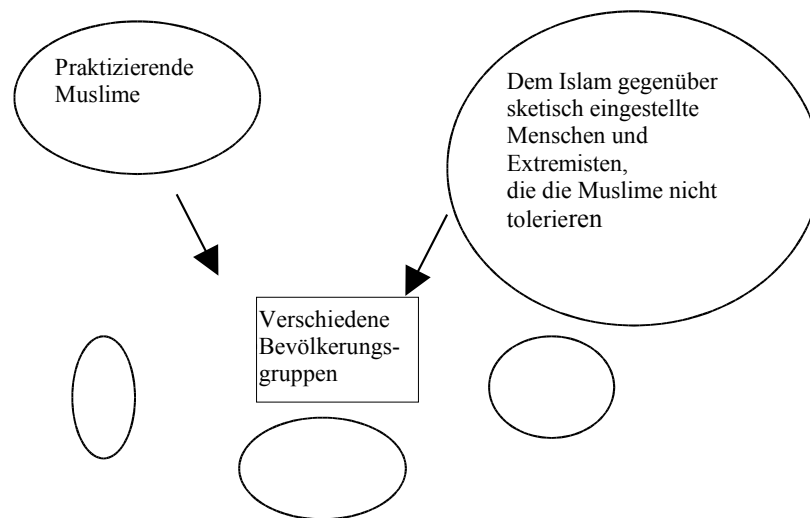 Praktizierende
Muslime
Dem Islam gegenüber
sketisch eingestellte
Menschen und
Extremisten,
die die Muslime nicht
tolerieren
Verschiedene
Bevölkerungs-
gruppen